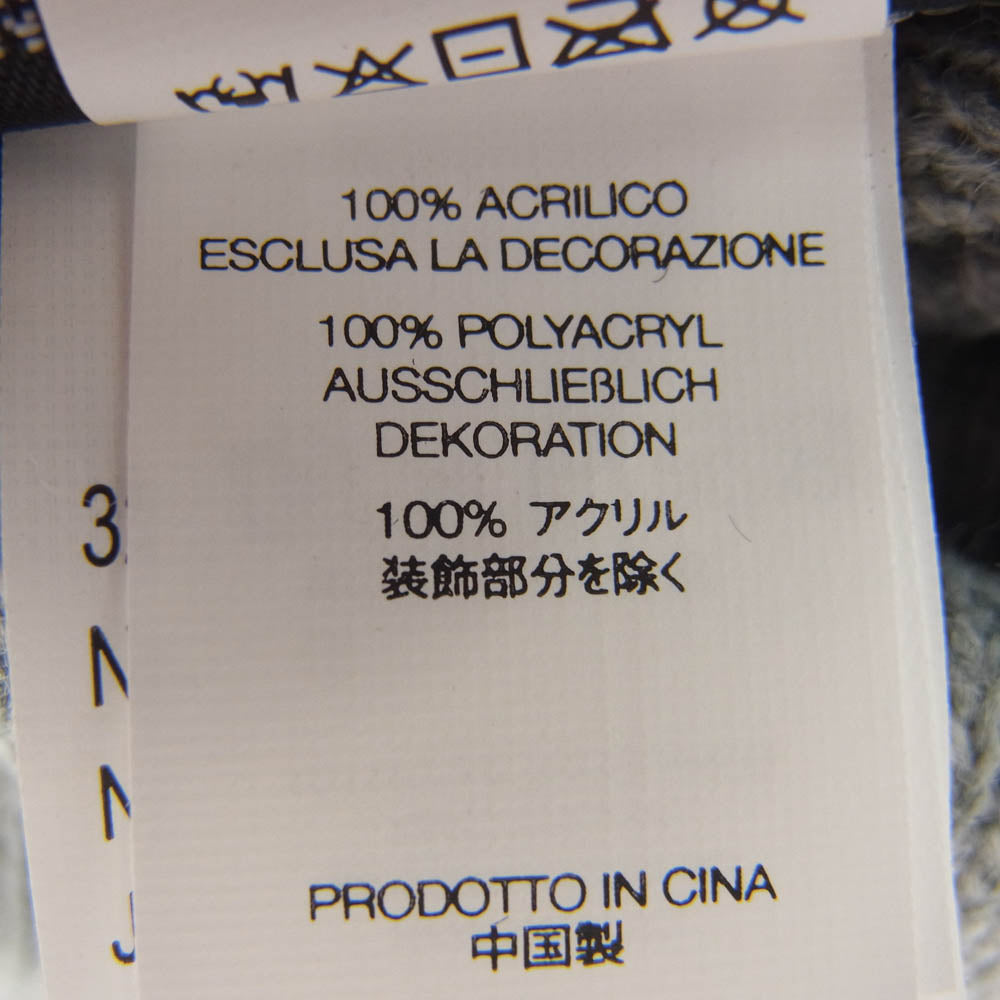 100% ACRILICO
ESCLUSA LA DECORAZIONE
100% POLYACRYL
AUSSCHLIEßLICH
DEKORATION
100% アクリル
装飾部分を除く
PRODOTTO IN CINA
中国製